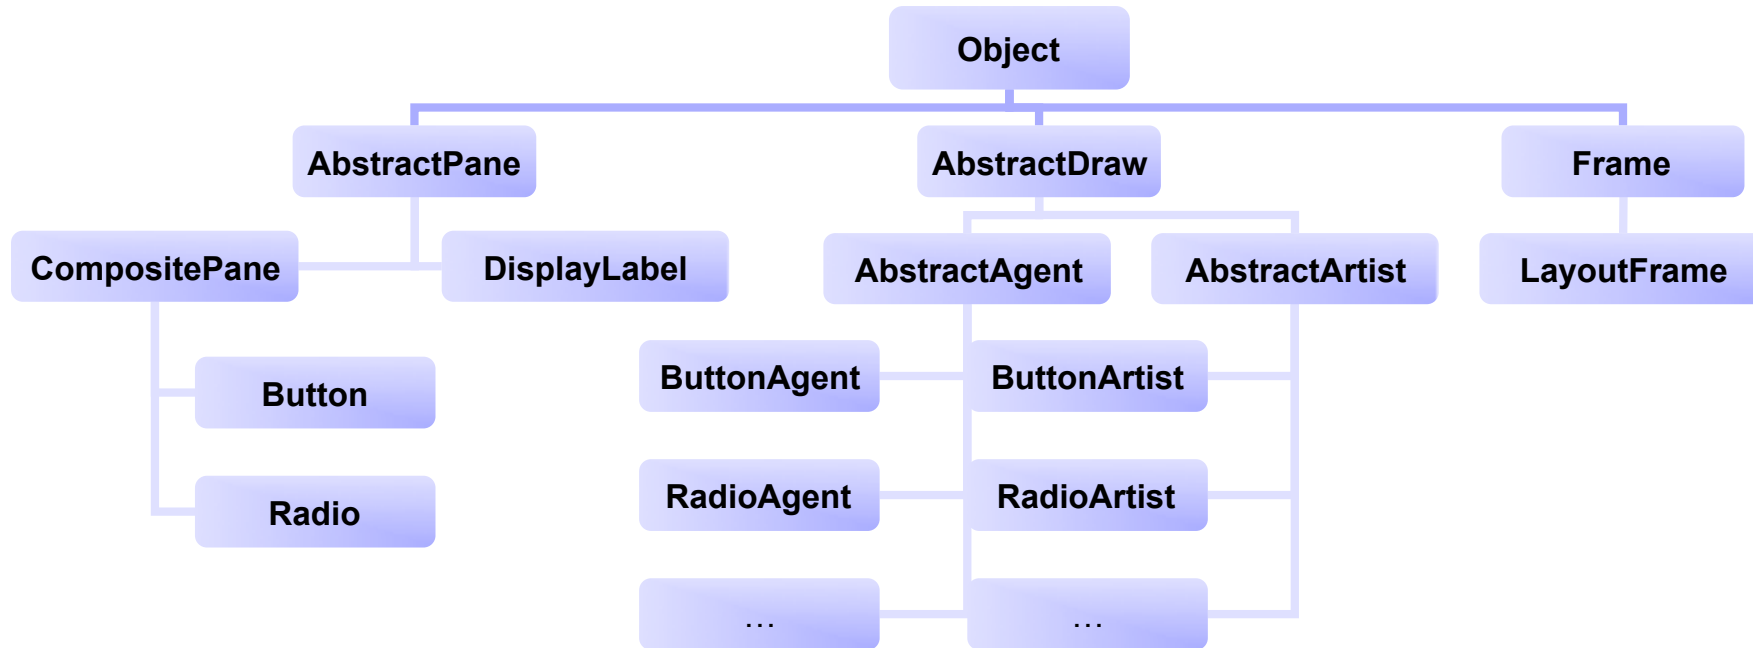 Object
AbstractPane
AbstractDraw
Frame
CompositePane
DisplayLabel
AbstractAgent
AbstractArtist
LayoutFrame
Button
ButtonAgent
ButtonArtist
Radio
RadioAgent
RadioArtist
…
…